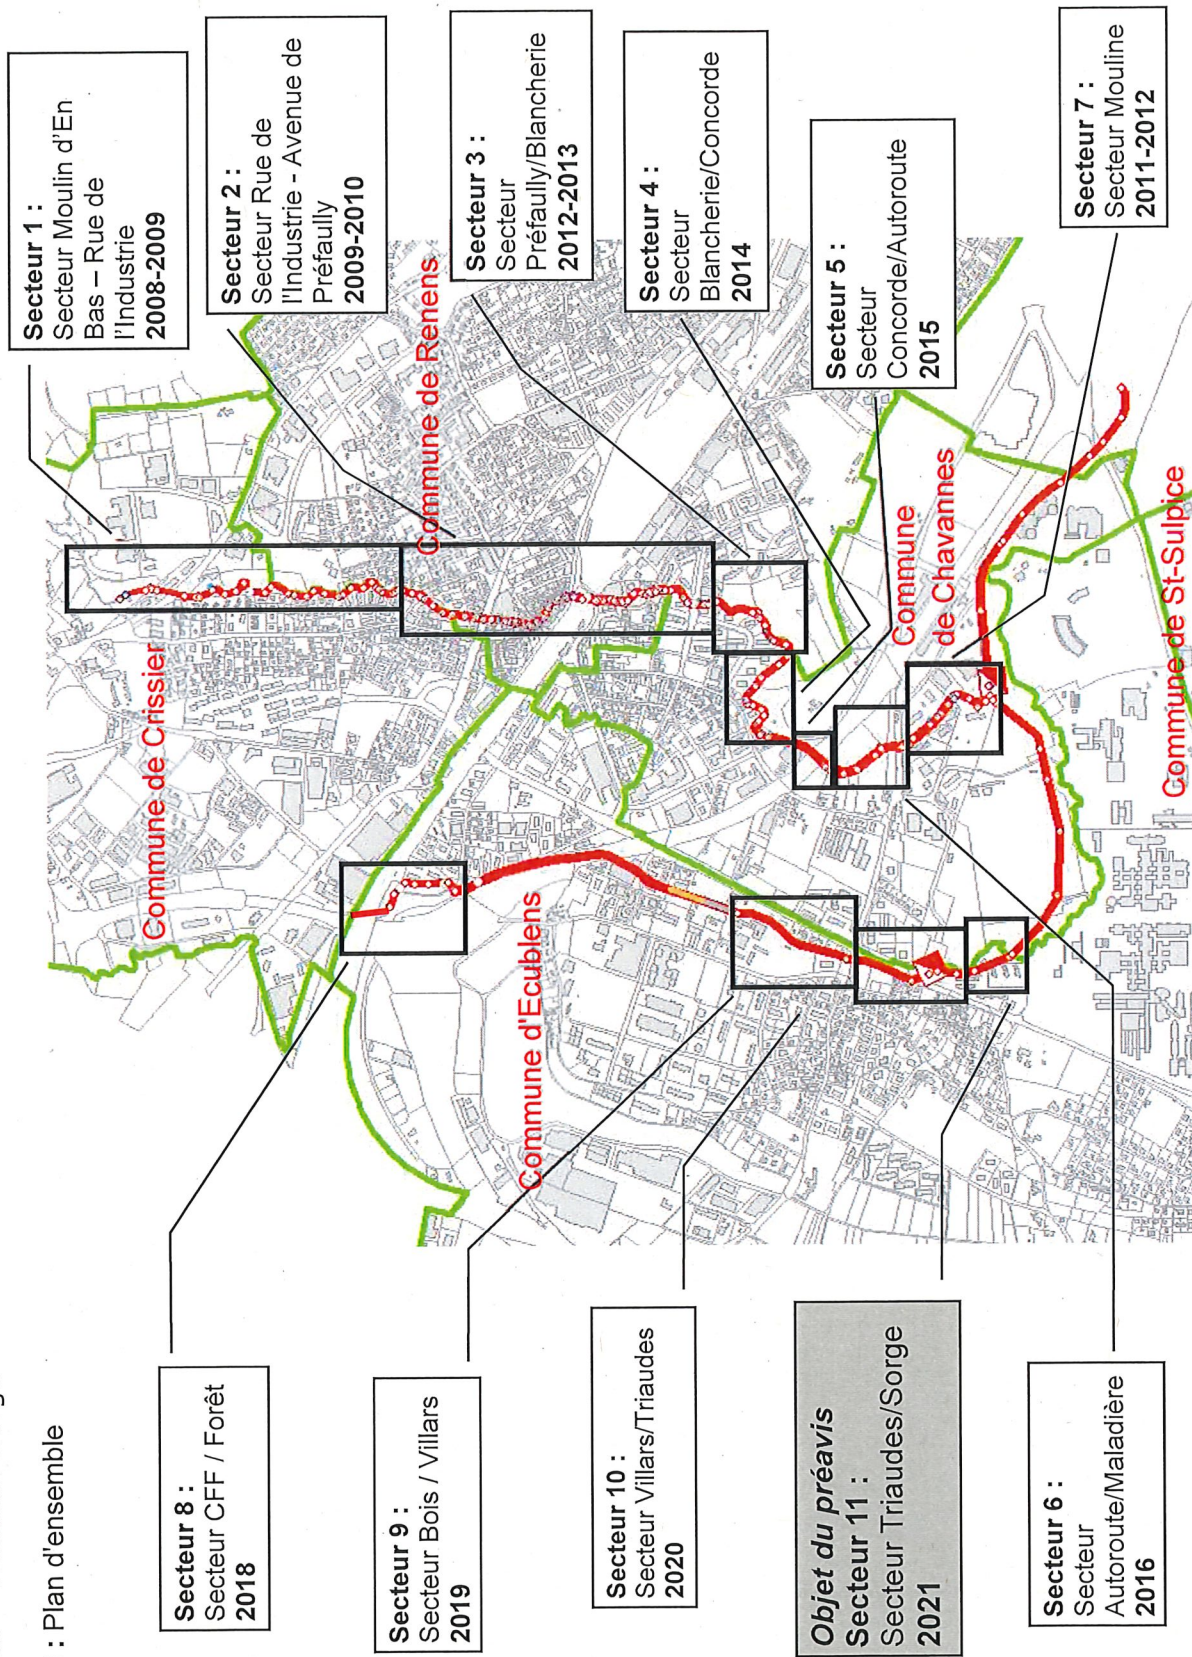 : Plan d'ensemble
Secteur 8 :
Secteur CFF / Forêt
2018
Secteur 9 :
Secteur Bois / Villars
2019
Secteur 10 :
Secteur Villars/Triaudes
2020
Objet du préavis
Secteur 11 :
Secteur Triaudes/Sorge
2021
Secteur 6 :
Secteur
Autoroute/Maladière
2016
Commune de Crissier
Commune d'Ecublens
Commune de Renens
Commune
de Chavannes
Commune de St-Sulpice
Secteur 1 :
Secteur Moulin d'En
Bas – Rue de
l'Industrie
2008-2009
Secteur 2 :
Secteur Rue de
l'Industrie - Avenue de
Préfaully
2009-2010
Secteur 3 :
Secteur
Préfaully/Blancherie
2012-2013
Secteur 4 :
Secteur
Blancherie/Concorde
2014
Secteur 5 :
Secteur
Concorde/Autoroute
2015
Secteur 7 :
Secteur Mouline
2011-2012